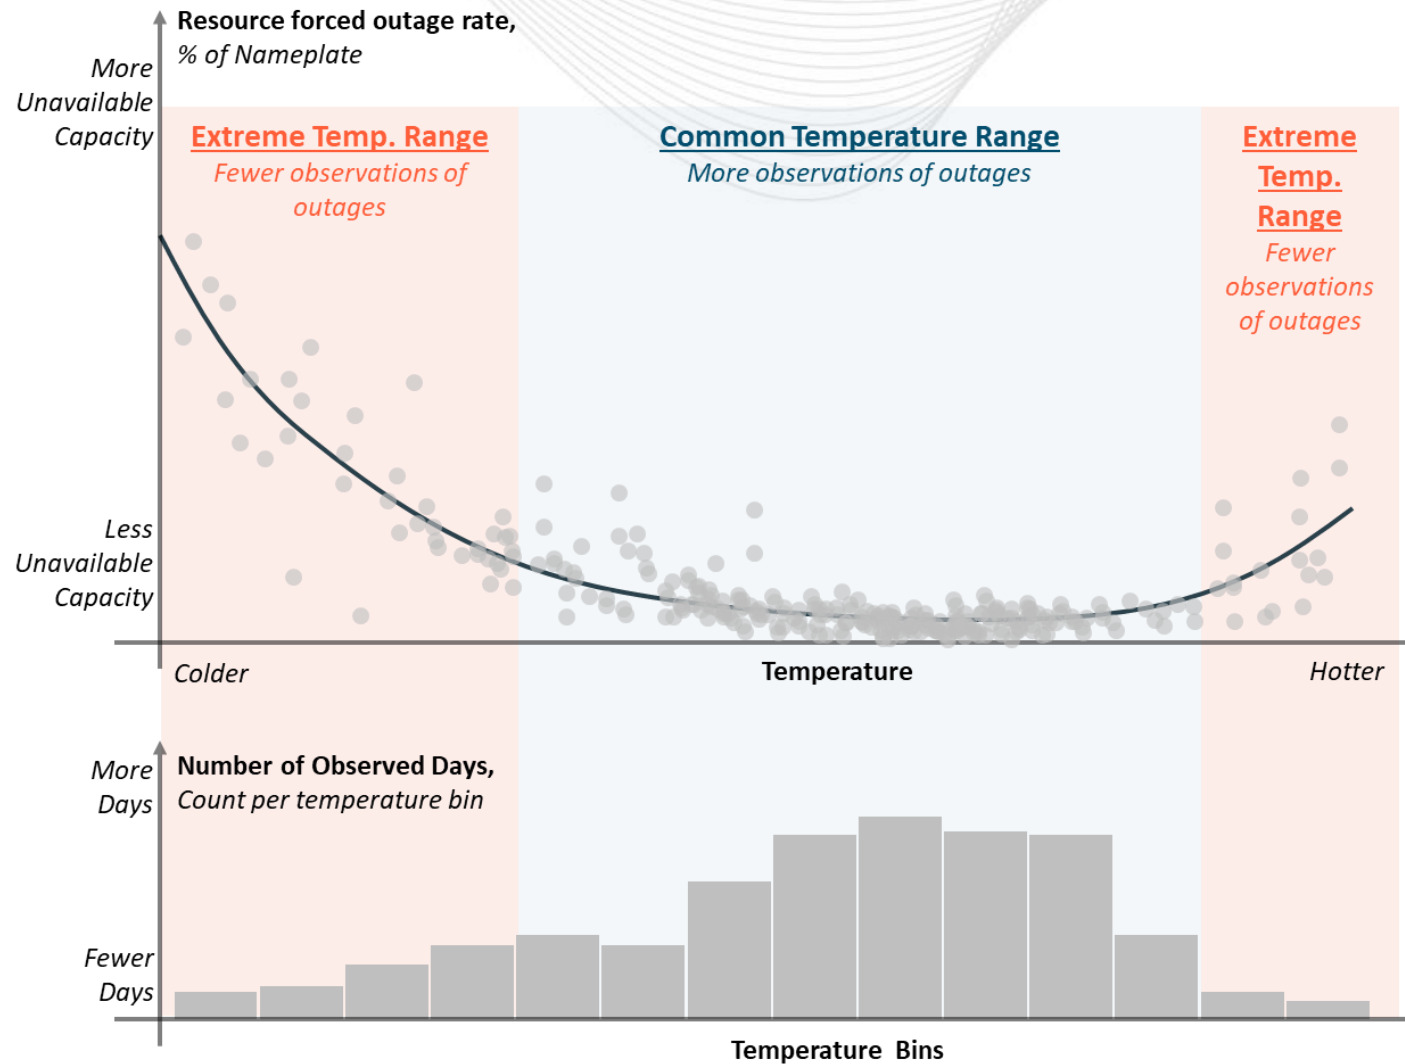 Resource forced outage rate,
% of Nameplate
More
Unavailable
Capacity
Extreme Temp. Range
Fewer observations of
outages
Common Temperature Range
More observations of outages
Extreme
Temp.
Range
Fewer
observations
of outages
Less
Unavailable
Capacity
Colder
Temperature
Hotter
More
Days
Number of Observed Days,
Count per temperature bin
Fewer
Days
Temperature Bins